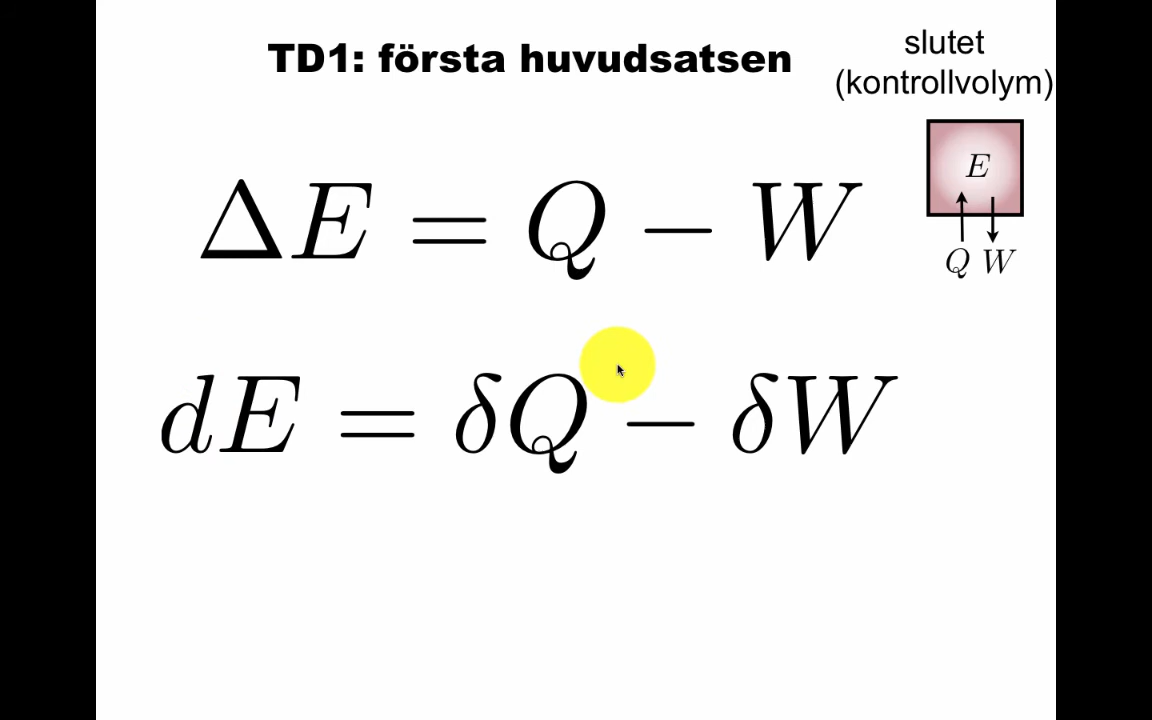 TD1: första huvudsatsen
slutet
(kontrollvolym)
E
Q W
ΔE = Q − W
dE = δQ − δW